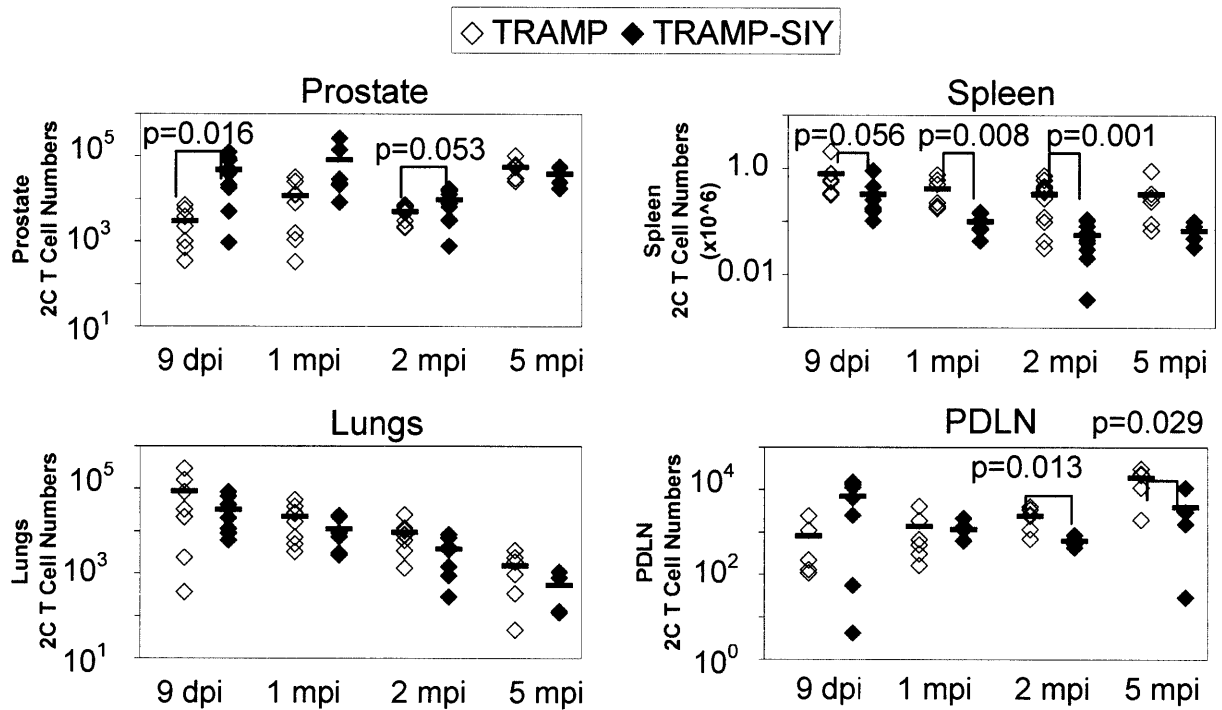 TRAMP TRAMP-SIY
Prostate
Prostate
2C T Cell Numbers
10^5
10^3
10^1
p=0.016
p=0.053
9 dpi 1 mpi 2 mpi 5 mpi
Spleen
Spleen
2C T Cell Numbers
(x10^6)
1.0
0.01
p=0.056
p=0.008
p=0.001
9 dpi 1 mpi 2 mpi 5 mpi
Lungs
Lungs
2C T Cell Numbers
10^5
10^3
10^1
9 dpi 1 mpi 2 mpi 5 mpi
PDLN
PDLN
2C T Cell Numbers
10^4
10^2
10^0
p=0.013
p=0.029
9 dpi 1 mpi 2 mpi 5 mpi